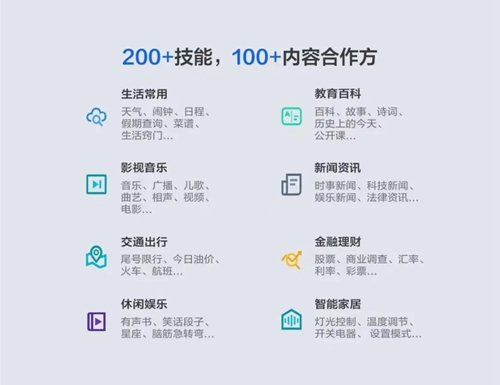 200+技能，100+内容合作方
生活常用
天气、闹钟、日程、
假期查询、菜谱、
生活窍门...
教育百科
百科、故事、诗词、
历史上的今天、
公开课...
影视音乐
音乐、广播、儿歌、
曲艺、相声、视频、
电影...
新闻资讯
时事新闻、科技新闻、
娱乐新闻、法律资讯...
交通出行
尾号限行、今日油价、
火车、航班...
金融理财
股票、商业调查、汇率、
利率、彩票...
休闲娱乐
有声书、笑话段子、
星座、脑筋急转弯...
智能家居
灯光控制、温度调节、
开关电器、 设置模式...